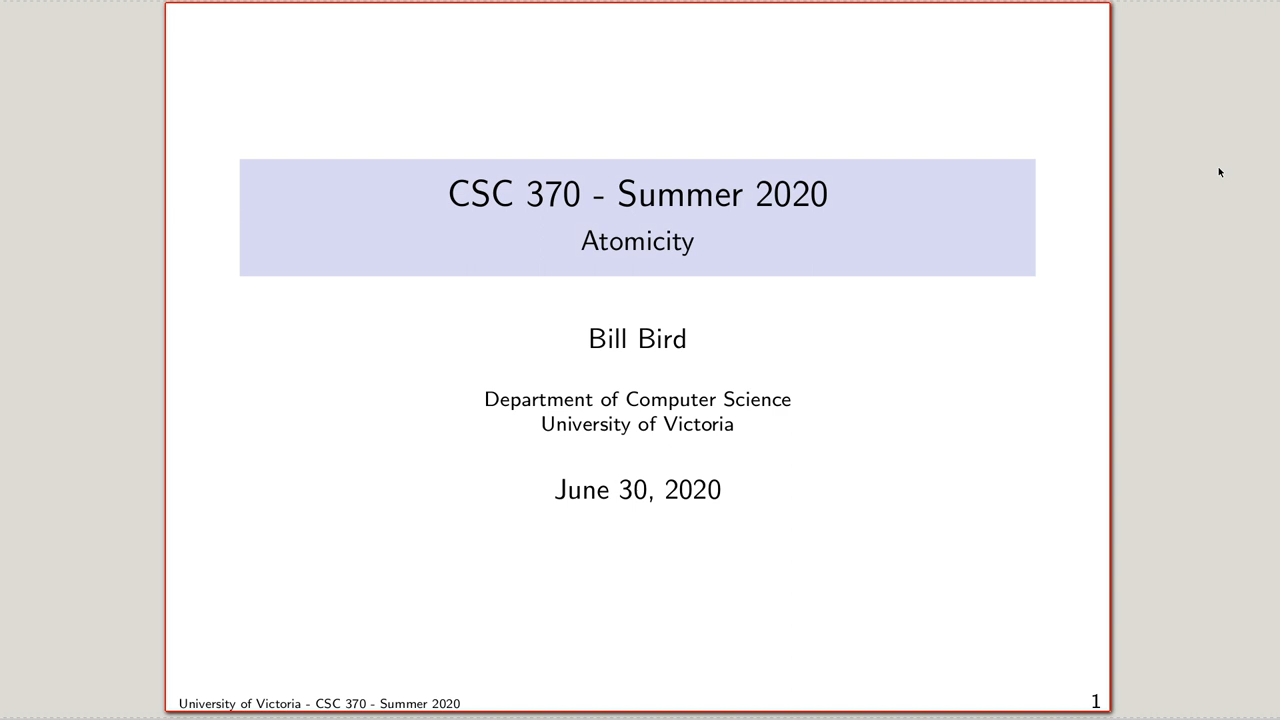 CSC 370 - Summer 2020
Atomicity
Bill Bird
Department of Computer Science
University of Victoria
June 30, 2020
University of Victoria - CSC 370 - Summer 2020
1